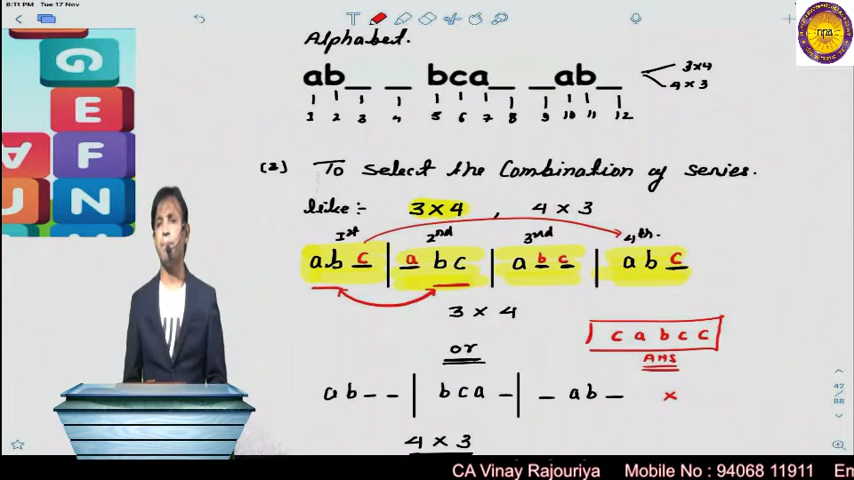 8:11 PM Tue 17 Nov
Alphabet.
ab_ _ bca_ _ab_
3x4
4x3
1 2 3 4 5 6 7 8 9 10 11 12
(2) To select the Combination of series.
like:- 3x4, 4x3
1st 2nd 3rd 4th.
ab c | a bc | a b c | ab c
3 x 4
c a b c c
Ans
or
ab-- | bca- | -ab- x
4 x 3
G
E
A F
U N
42
88
CA Vinay Rajouriya Mobile No : 94068 11911 En